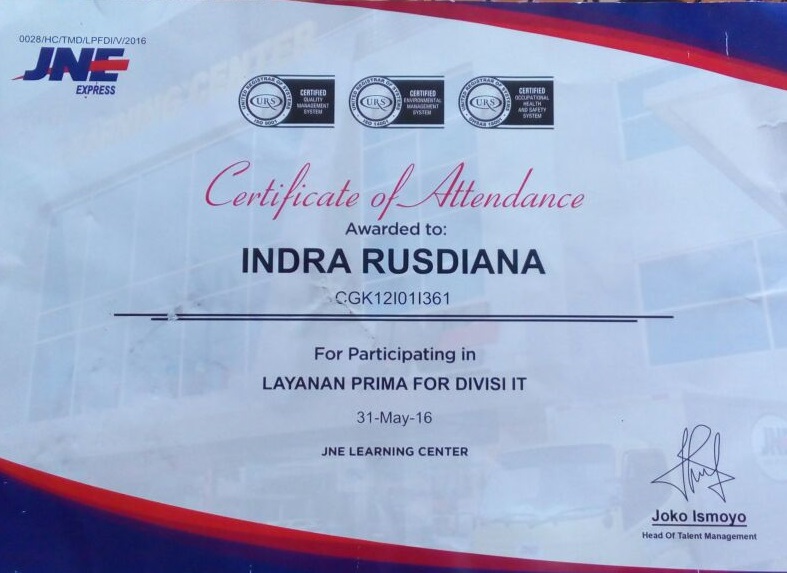 0028/HC/TMD/LPFDI/V/2016
JNE
EXPRESS
UNITED REGISTRAR OF SYSTEMS
URS
ISO 9001
CERTIFIED
QUALITY
MANAGEMENT
SYSTEM
UNITED REGISTRAR OF SYSTEMS
URS
ISO 14001
CERTIFIED
ENVIRONMENTAL
MANAGEMENT
SYSTEM
UNITED REGISTRAR OF SYSTEMS
URS
OHSAS 18001
CERTIFIED
OCCUPATIONAL
HEALTH
AND SAFETY
SYSTEM
Certificate of Attendance
Awarded to:
INDRA RUSDIANA
CGK12I01I361
For Participating in
LAYANAN PRIMA FOR DIVISI IT
31-May-16
JNE LEARNING CENTER
Joko Ismoyo
Head Of Talent Management